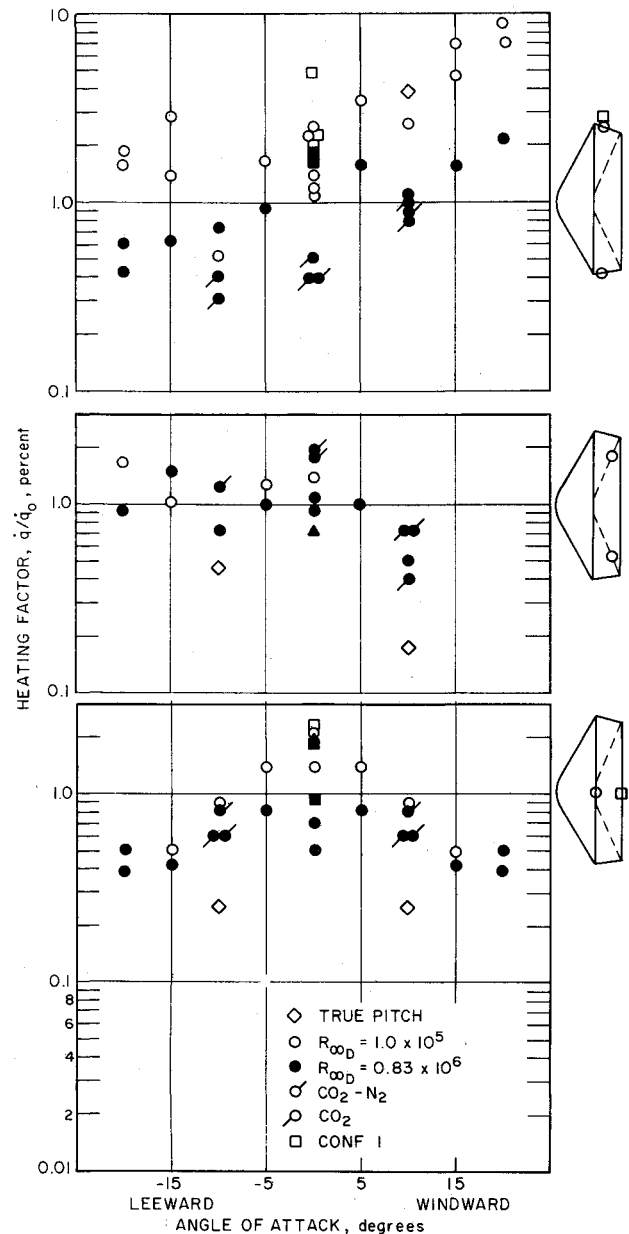 10
1.0
0.1
1.0
0.1
1.0
0.1
8
6
4
2
0.01
HEATING FACTOR, q̇/q̇₀, percent
TRUE PITCH
R∞D = 1.0 x 10⁵
R∞D = 0.83 x 10⁶
CO₂-N₂
CO₂
CONF 1
-15 -5 5 15
LEEWARD WINDWARD
ANGLE OF ATTACK, degrees